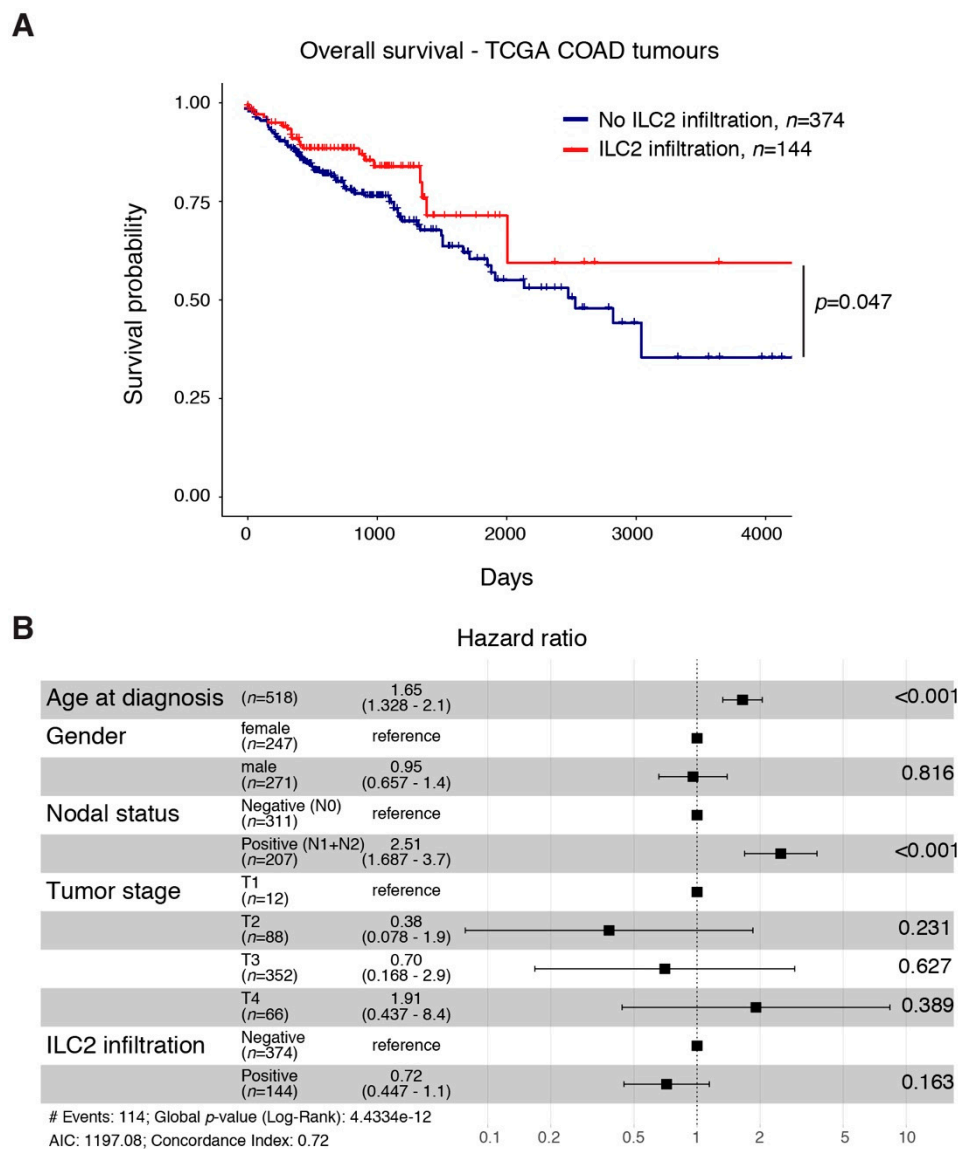 A
Overall survival - TCGA COAD tumours
1.00
0.75
0.50
0.25
0.00
Survival probability
No ILC2 infiltration, n=374
ILC2 infiltration, n=144
p=0.047
0 1000 2000 3000 4000
Days
B
Hazard ratio
Age at diagnosis (n=518) 1.65 (1.328 - 2.1) <0.001
Gender female (n=247) reference
male (n=271) 0.95 (0.657 - 1.4) 0.816
Nodal status Negative (N0) (n=311) reference
Positive (N1+N2) (n=207) 2.51 (1.687 - 3.7) <0.001
Tumor stage T1 (n=12) reference
T2 (n=88) 0.38 (0.078 - 1.9) 0.231
T3 (n=352) 0.70 (0.168 - 2.9) 0.627
T4 (n=66) 1.91 (0.437 - 8.4) 0.389
ILC2 infiltration Negative (n=374) reference
Positive (n=144) 0.72 (0.447 - 1.1) 0.163
# Events: 114; Global p-value (Log-Rank): 4.4334e-12
AIC: 1197.08; Concordance Index: 0.72
0.1 0.2 0.5 1 2 5 10